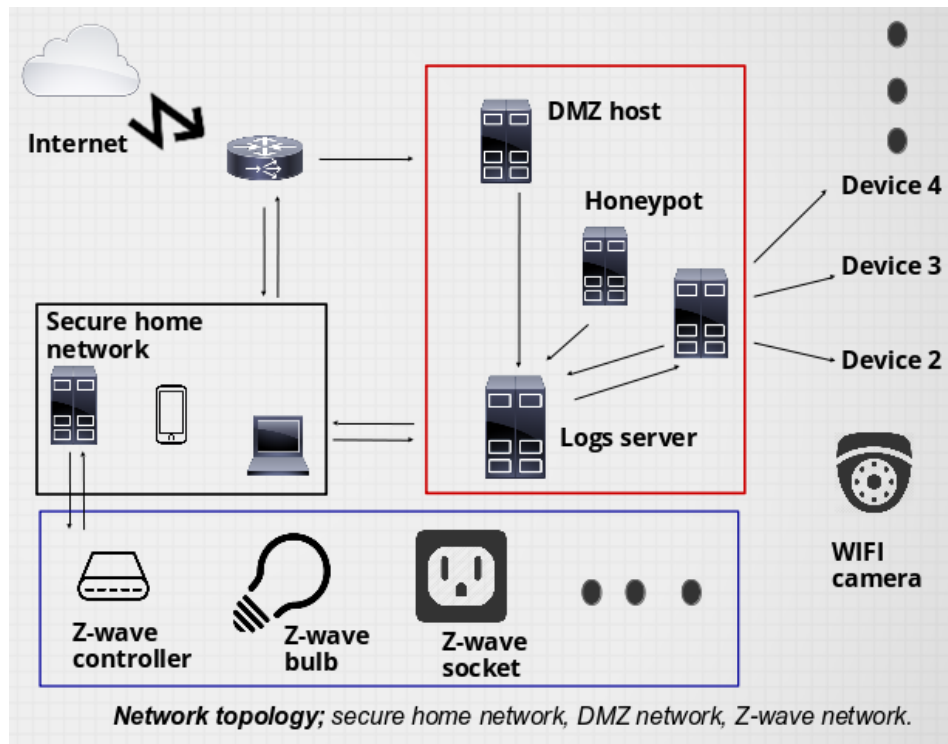 Internet
DMZ host
Honeypot
Device 4
Device 3
Device 2
Secure home
network
Logs server
WIFI
camera
Z-wave
controller
Z-wave
bulb
Z-wave
socket
Network topology; secure home network, DMZ network, Z-wave network.